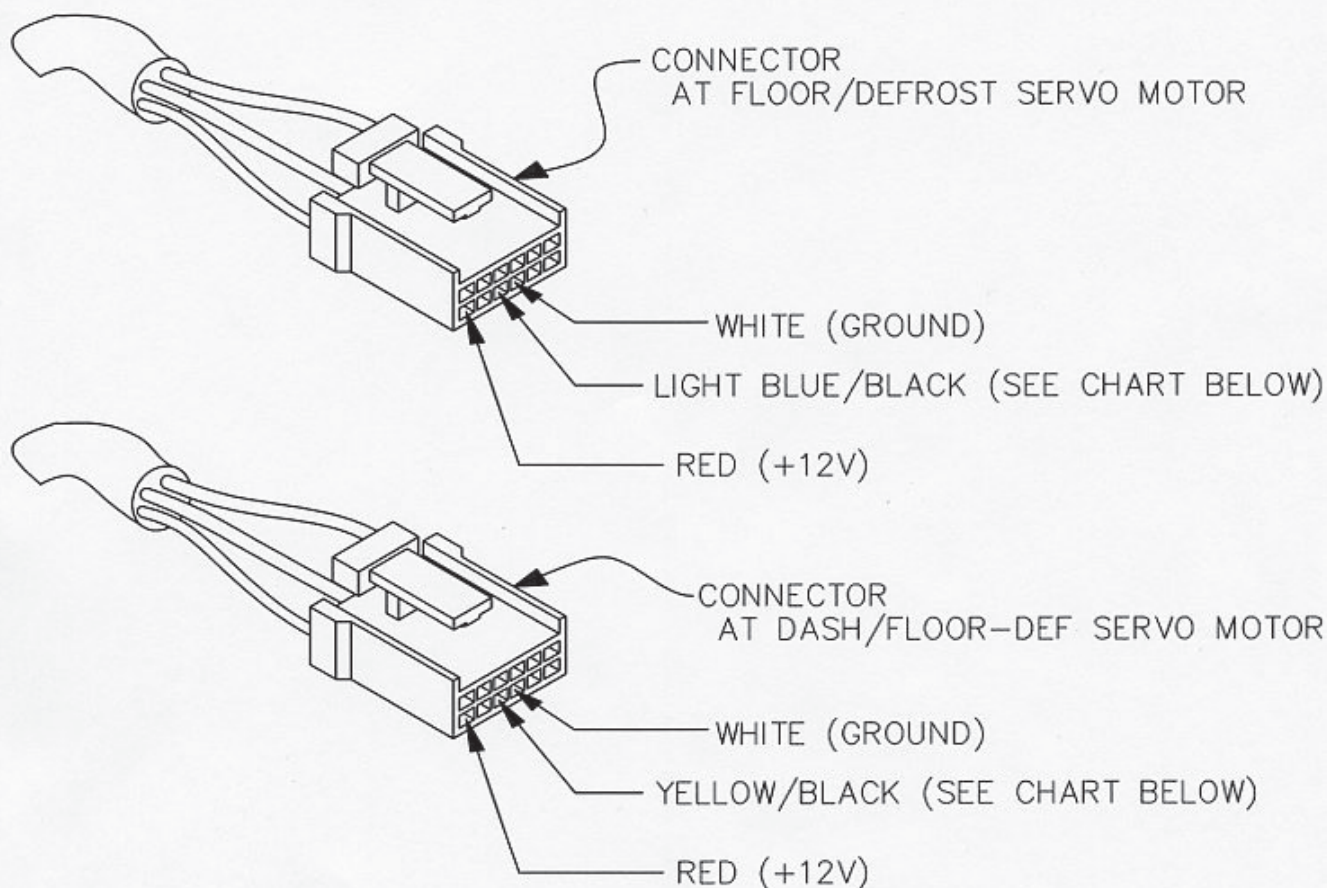 CONNECTOR
AT FLOOR/DEFROST SERVO MOTOR
WHITE (GROUND)
LIGHT BLUE/BLACK (SEE CHART BELOW)
RED (+12V)
CONNECTOR
AT DASH/FLOOR-DEF SERVO MOTOR
WHITE (GROUND)
YELLOW/BLACK (SEE CHART BELOW)
RED (+12V)